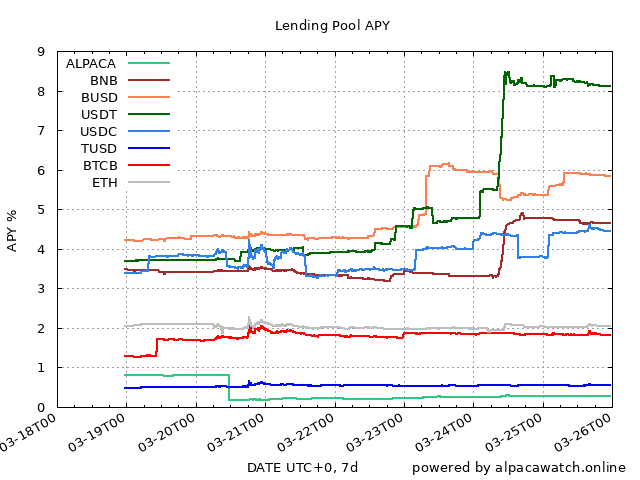 Lending Pool APY
APY %
9
8
7
6
5
4
3
2
1
0
ALPACA
BNB
BUSD
USDT
USDC
TUSD
BTCB
ETH
03-18T00
03-19T00
03-20T00
03-21T00
03-22T00
03-23T00
03-24T00
03-25T00
03-26T00
DATE UTC+0, 7d
powered by alpacawatch.online